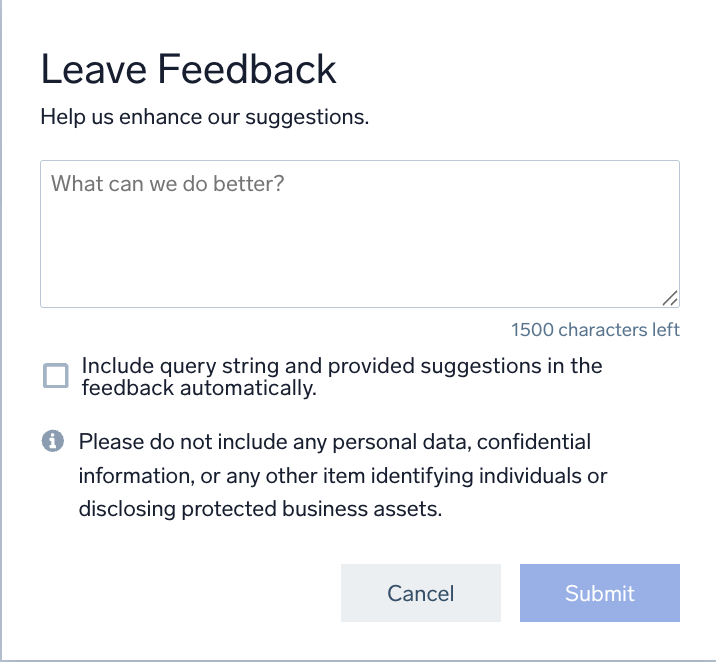 Leave Feedback
Help us enhance our suggestions.
What can we do better?
1500 characters left
Include query string and provided suggestions in the
feedback automatically.
Please do not include any personal data, confidential
information, or any other item identifying individuals or
disclosing protected business assets.
Cancel
Submit